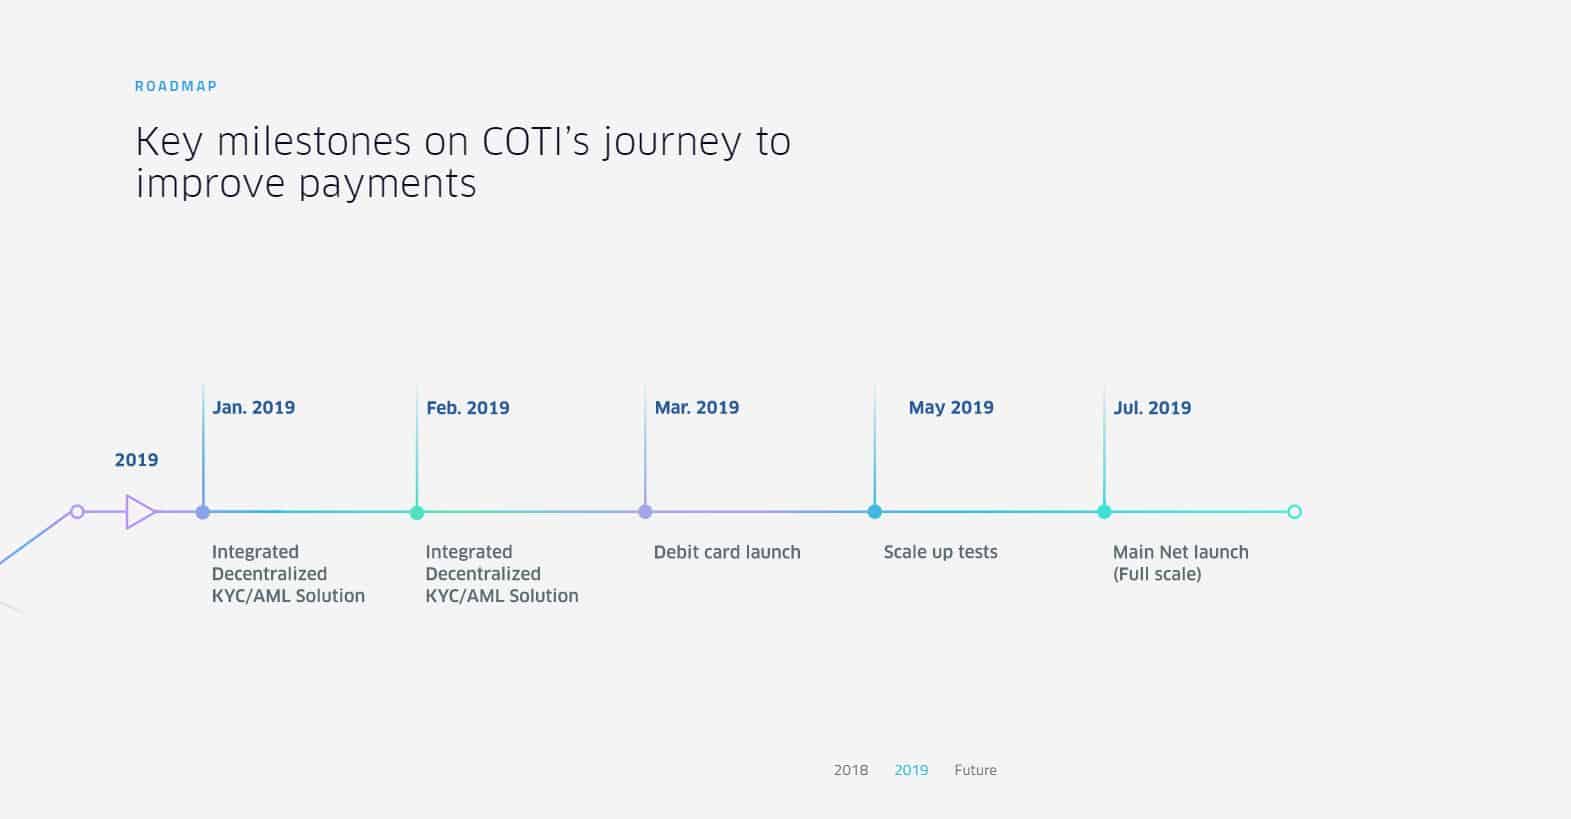 ROADMAP
Key milestones on COTI’s journey to
improve payments
2019
Jan. 2019
Integrated
Decentralized
KYC/AML Solution
Feb. 2019
Integrated
Decentralized
KYC/AML Solution
Mar. 2019
Debit card launch
May 2019
Scale up tests
Jul. 2019
Main Net launch
(Full scale)
2018 2019 Future